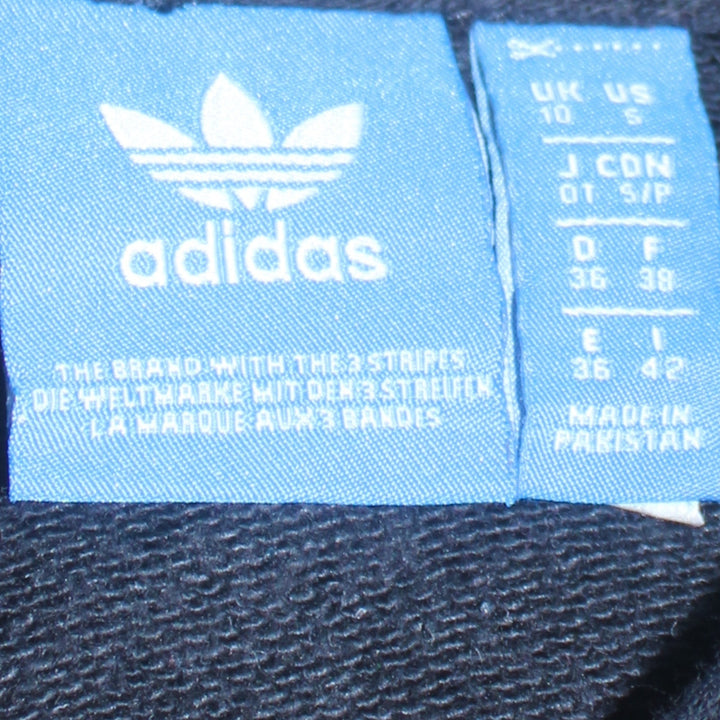 adidas
THE BRAND WITH THE 3 STRIPES
DIE WELTMARKE MIT DEN 3 STREIFEN
LA MARQUE AUX 3 BANDES
UK US
10 S
J CDN
OT S/P
D F
36 38
E I
36 42
MADE IN
PAKISTAN